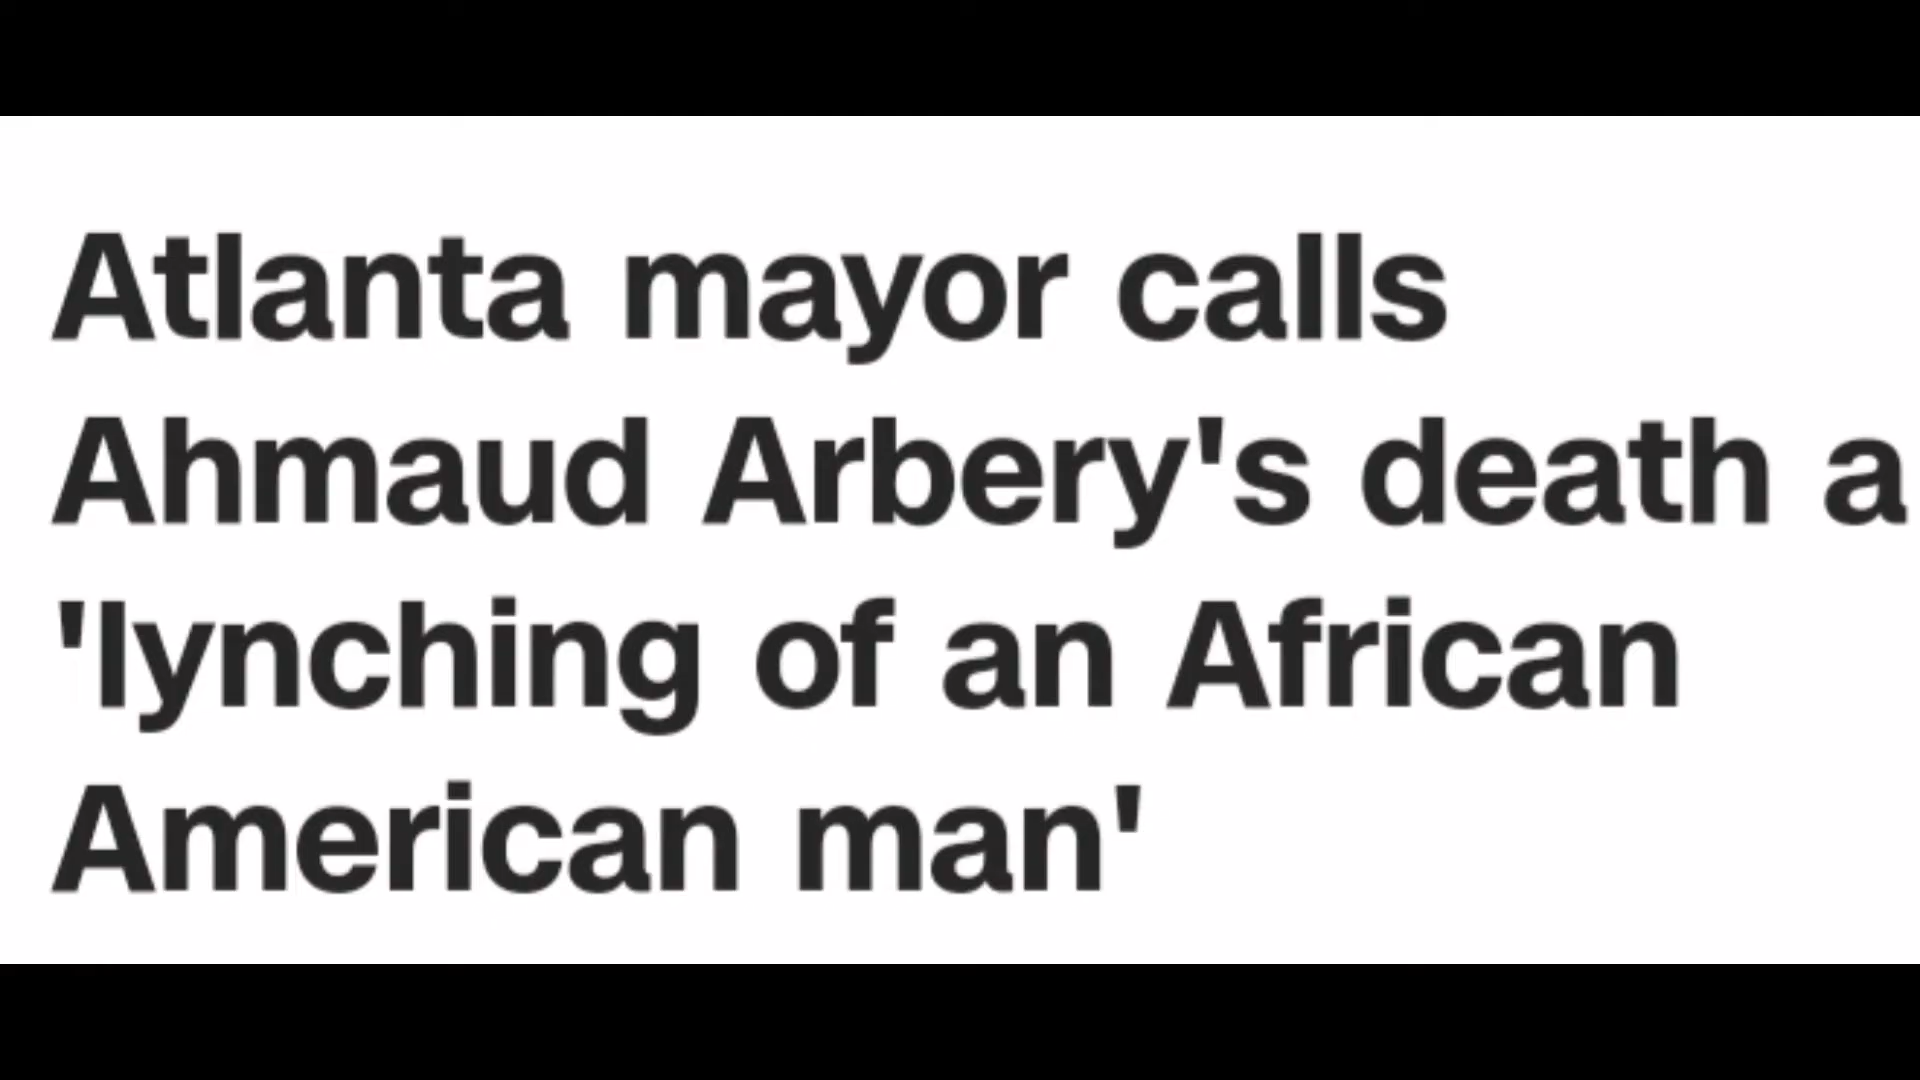 Atlanta mayor calls
Ahmaud Arbery's death a
'lynching of an African
American man'